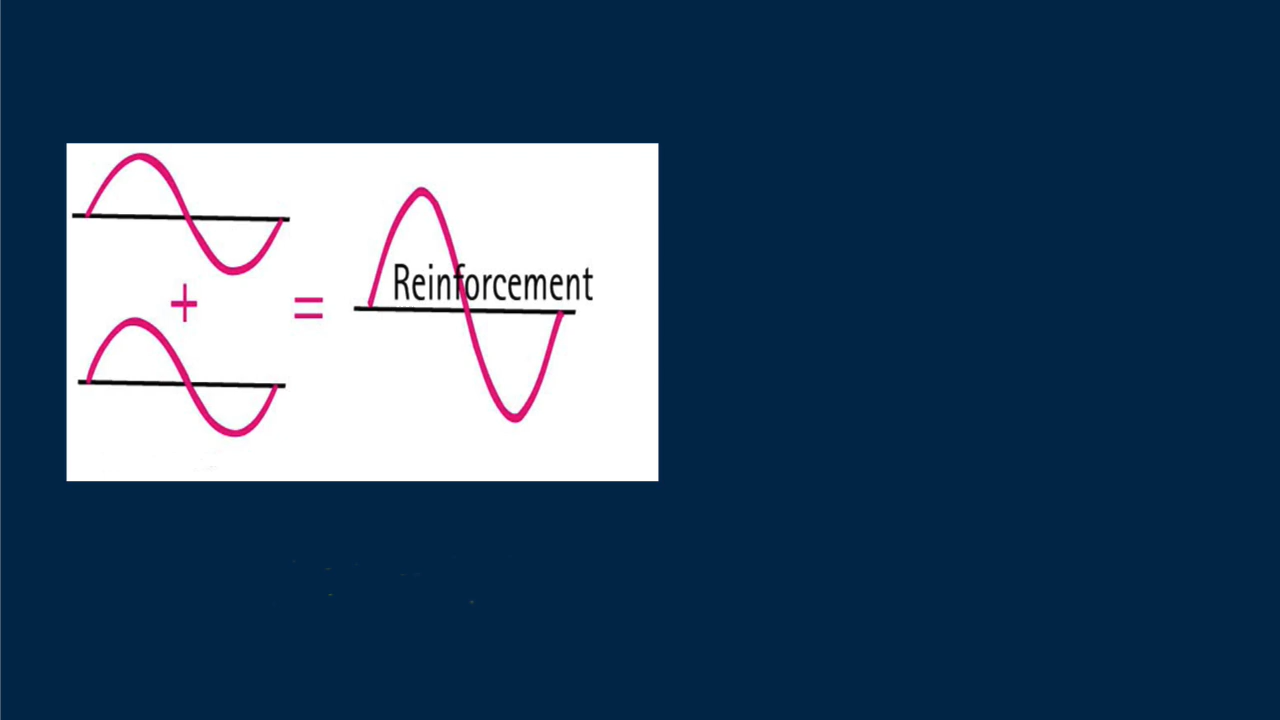 +
=
Reinforcement